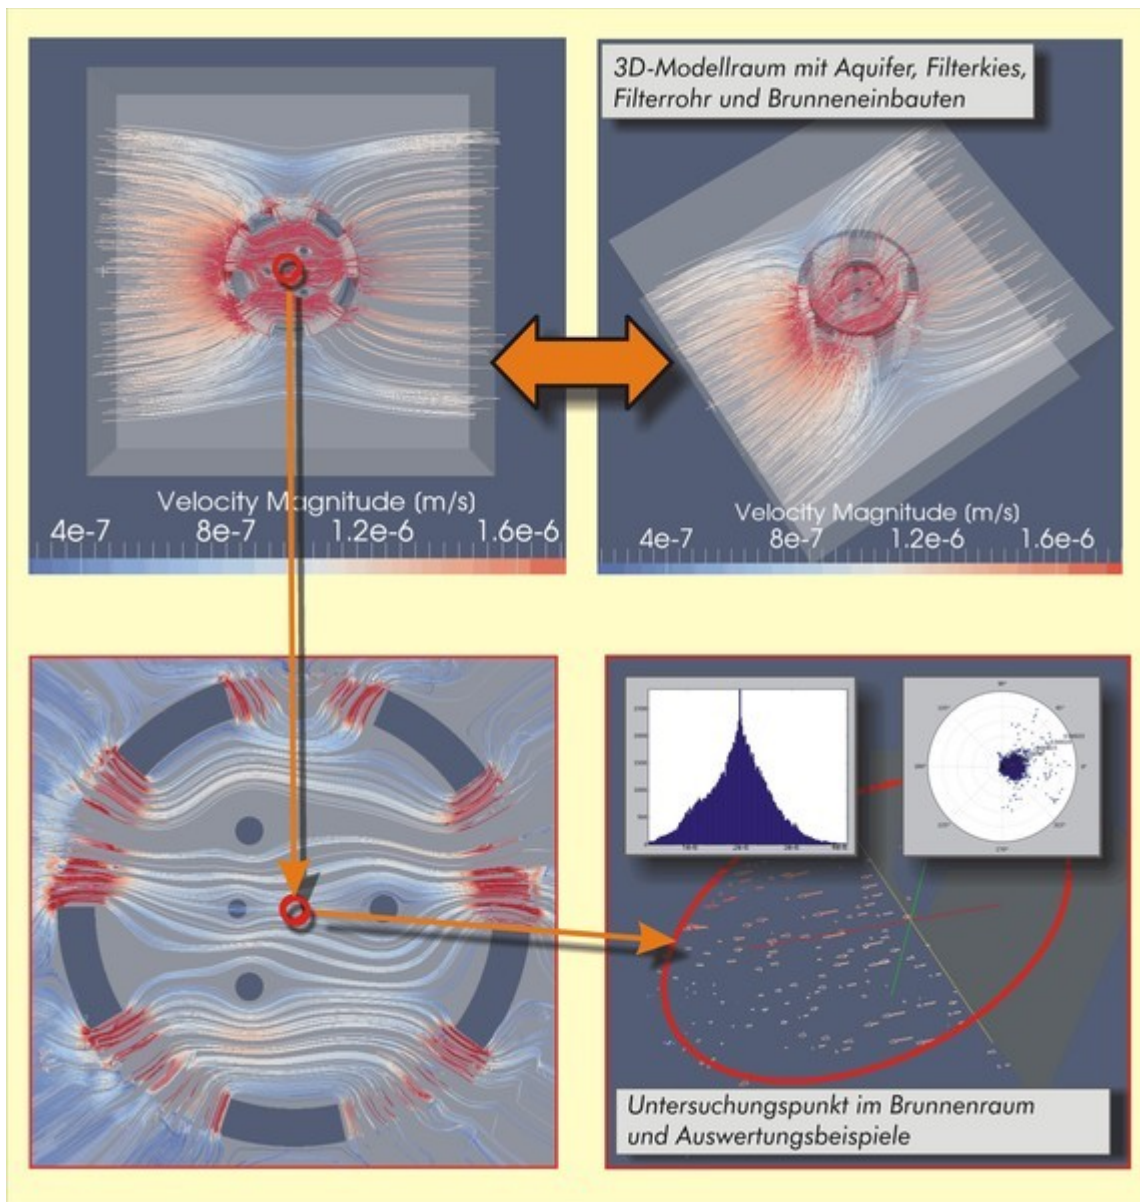 3D-Modellraum mit Aquifer, Filterkies,
Filterrohr und Brunneneinbauten
Velocity Magnitude (m/s)
4e-7 8e-7 1.2e-6 1.6e-6
Velocity Magnitude (m/s)
4e-7 8e-7 1.2e-6 1.6e-6
Untersuchungspunkt im Brunnenraum
und Auswertungsbeispiele